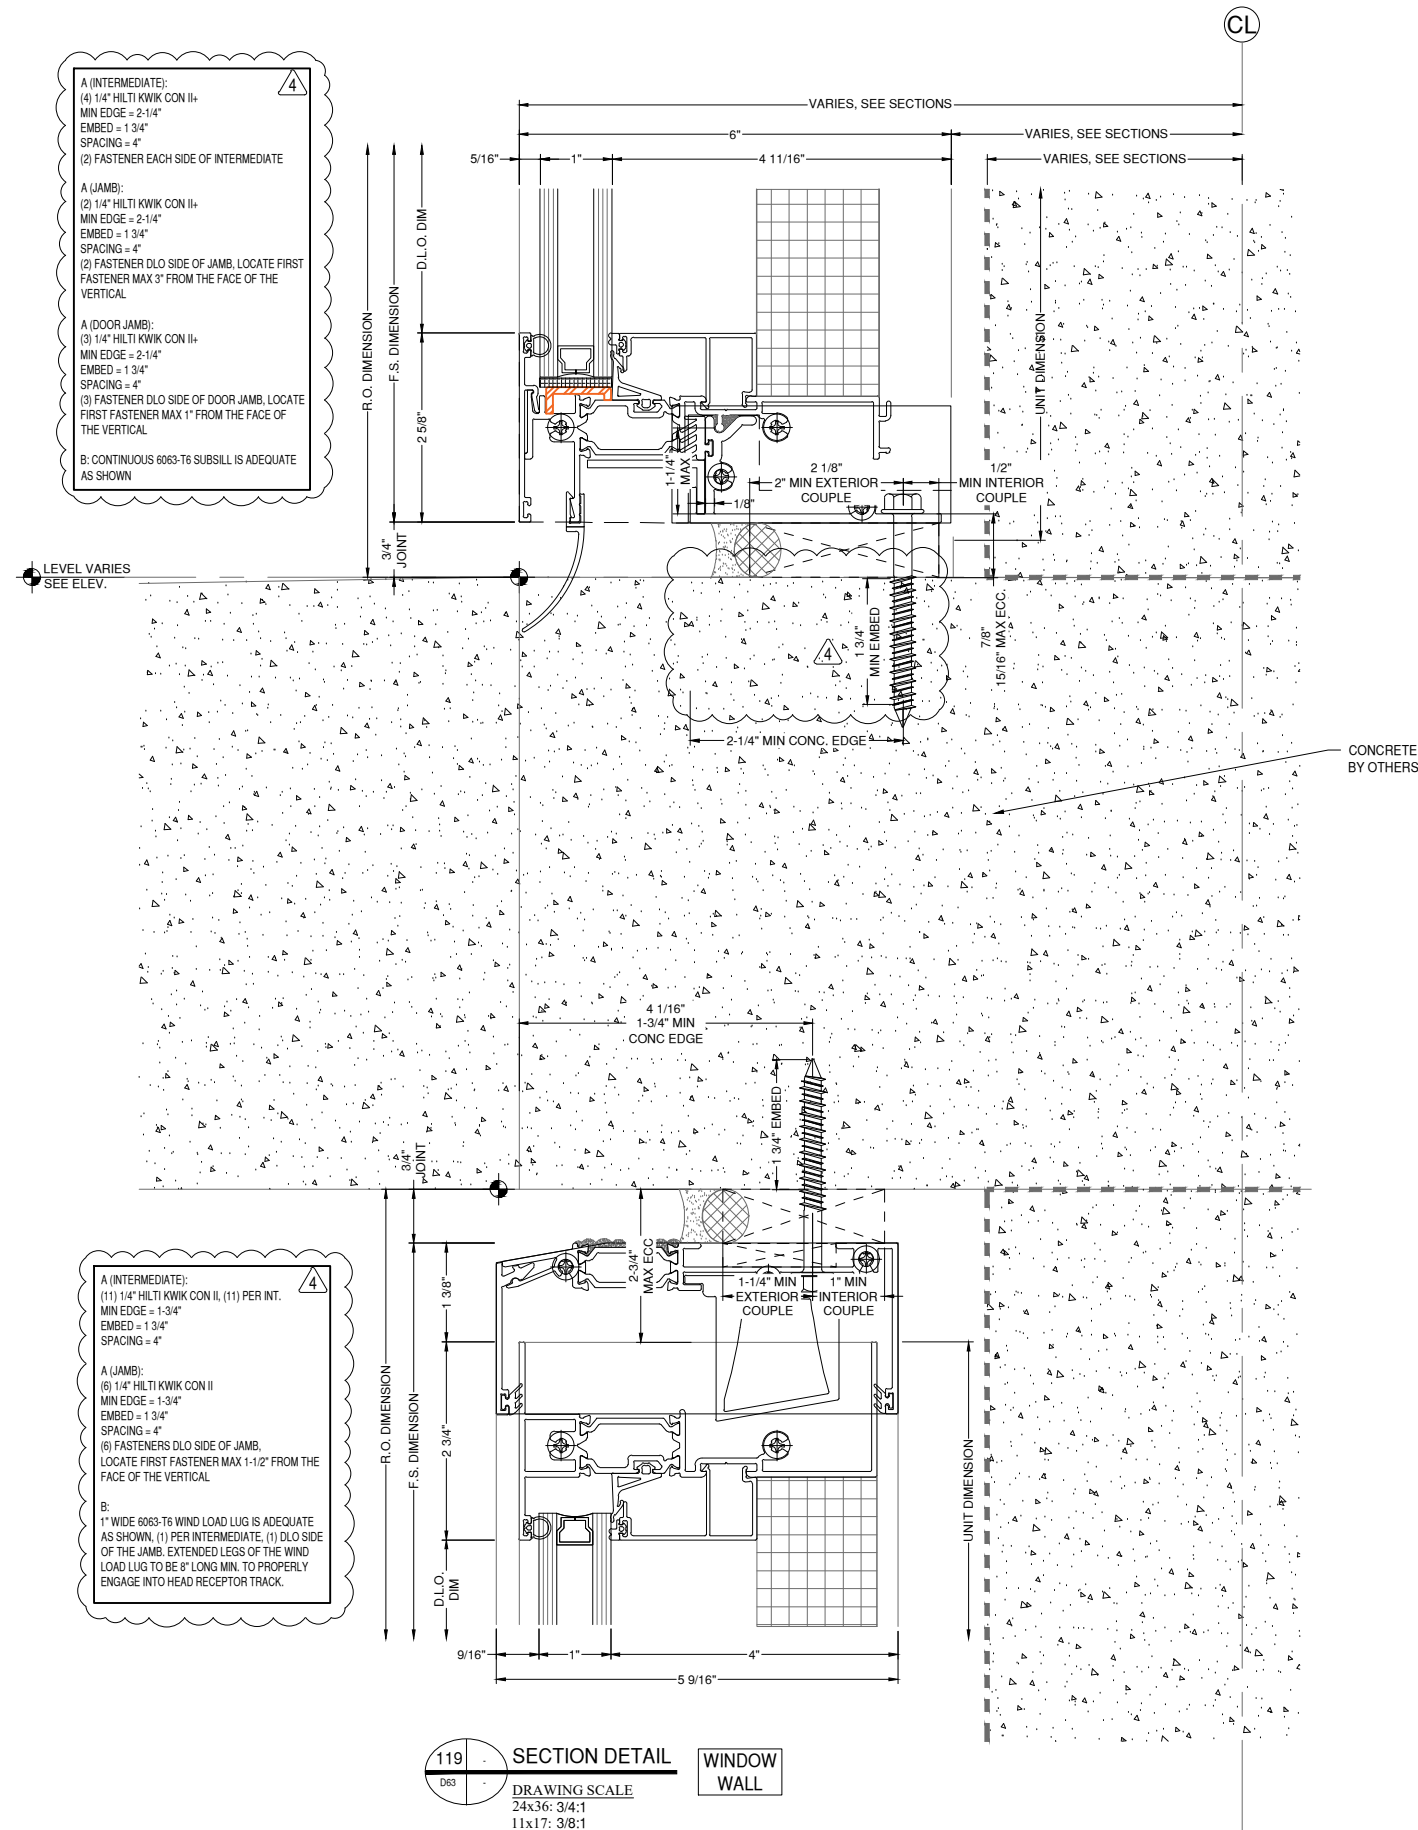 CL
A (INTERMEDIATE):
4
(4) 1/4" HILTI KWIK CON II+
MIN EDGE = 2-1/4"
EMBED = 1 3/4"
SPACING = 4"
(2) FASTENER EACH SIDE OF INTERMEDIATE
A (JAMB):
(2) 1/4" HILTI KWIK CON II+
MIN EDGE = 2-1/4"
EMBED = 1 3/4"
SPACING = 4"
(2) FASTENER DLO SIDE OF JAMB, LOCATE FIRST
FASTENER MAX 3" FROM THE FACE OF THE
VERTICAL
A (DOOR JAMB):
(3) 1/4" HILTI KWIK CON II+
MIN EDGE = 2-1/4"
EMBED = 1 3/4"
SPACING = 4"
(3) FASTENER DLO SIDE OF DOOR JAMB, LOCATE
FIRST FASTENER MAX 1" FROM THE FACE OF
THE VERTICAL
B: CONTINUOUS 6063-T6 SUBSILL IS ADEQUATE
AS SHOWN
VARIES, SEE SECTIONS
6"
VARIES, SEE SECTIONS
5/16"
1"
4 11/16"
VARIES, SEE SECTIONS
R.O. DIMENSION
F.S. DIMENSION
D.L.O. DIM
2 5/8"
UNIT DIMENSION
1-1/4"
MAX
1/8"
2 1/8"
2" MIN EXTERIOR
COUPLE
1/2"
MIN INTERIOR
COUPLE
3/4"
JOINT
LEVEL VARIES
SEE ELEV.
4
1 3/4"
MIN EMBED
7/8"
15/16" MAX ECC.
2-1/4" MIN CONC. EDGE
CONCRETE
BY OTHERS
4 1/16"
1-3/4" MIN
CONC EDGE
1 3/4" EMBED
3/4"
JOINT
2-3/4"
MAX ECC
1-1/4" MIN
EXTERIOR
COUPLE
1" MIN
INTERIOR
COUPLE
1 3/8"
2 3/4"
R.O. DIMENSION
F.S. DIMENSION
D.L.O.
DIM
UNIT DIMENSION
A (INTERMEDIATE):
4
(11) 1/4" HILTI KWIK CON II, (11) PER INT.
MIN EDGE = 1-3/4"
EMBED = 1 3/4"
SPACING = 4"
A (JAMB):
(6) 1/4" HILTI KWIK CON II
MIN EDGE = 1-3/4"
EMBED = 1 3/4"
SPACING = 4"
(6) FASTENERS DLO SIDE OF JAMB,
LOCATE FIRST FASTENER MAX 1-1/2" FROM THE
FACE OF THE VERTICAL
B:
1" WIDE 6063-T6 WIND LOAD LUG IS ADEQUATE
AS SHOWN, (1) PER INTERMEDIATE, (1) DLO SIDE
OF THE JAMB. EXTENDED LEGS OF THE WIND
LOAD LUG TO BE 8" LONG MIN. TO PROPERLY
ENGAGE INTO HEAD RECEPTOR TRACK.
9/16"
1"
4"
5 9/16"
119
-
D63
-
SECTION DETAIL
DRAWING SCALE
24x36: 3/4:1
11x17: 3/8:1
WINDOW
WALL